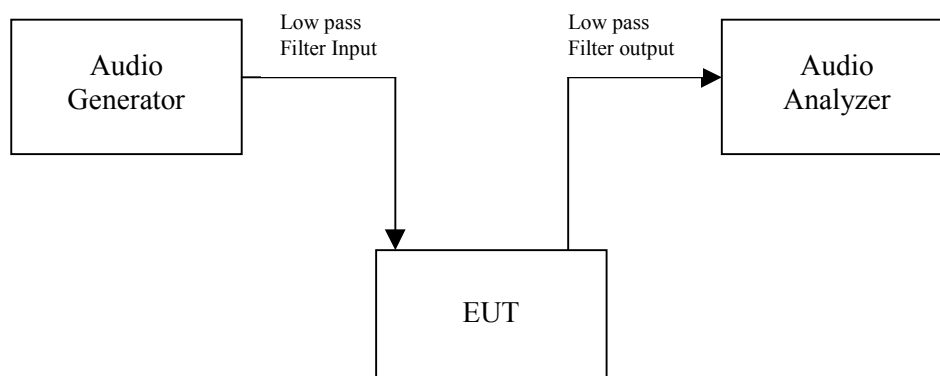 Low pass
Filter Input
Low pass
Filter output
Audio
Generator
Audio
Analyzer
EUT